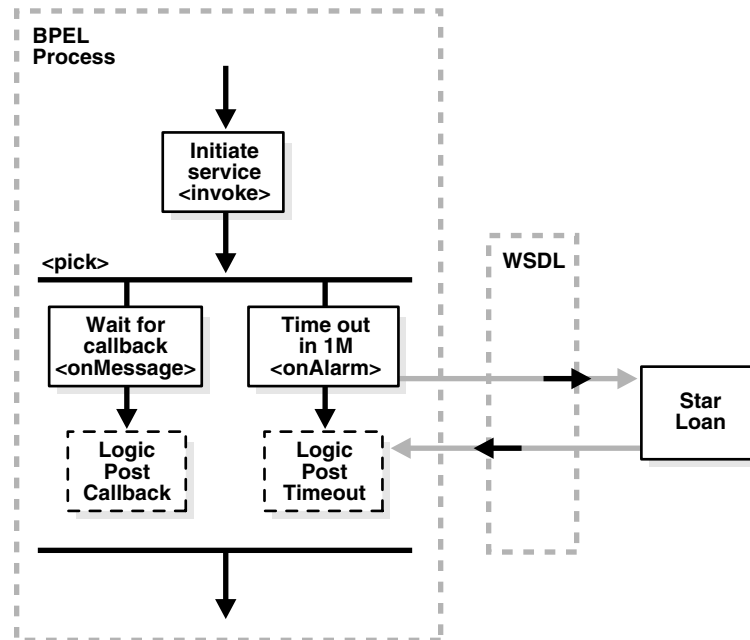 BPEL
Process
Initiate
service
<invoke>
<pick>
WSDL
Wait for
callback
<onMessage>
Time out
in 1M
<onAlarm>
Star
Loan
Logic
Post
Callback
Logic
Post
Timeout